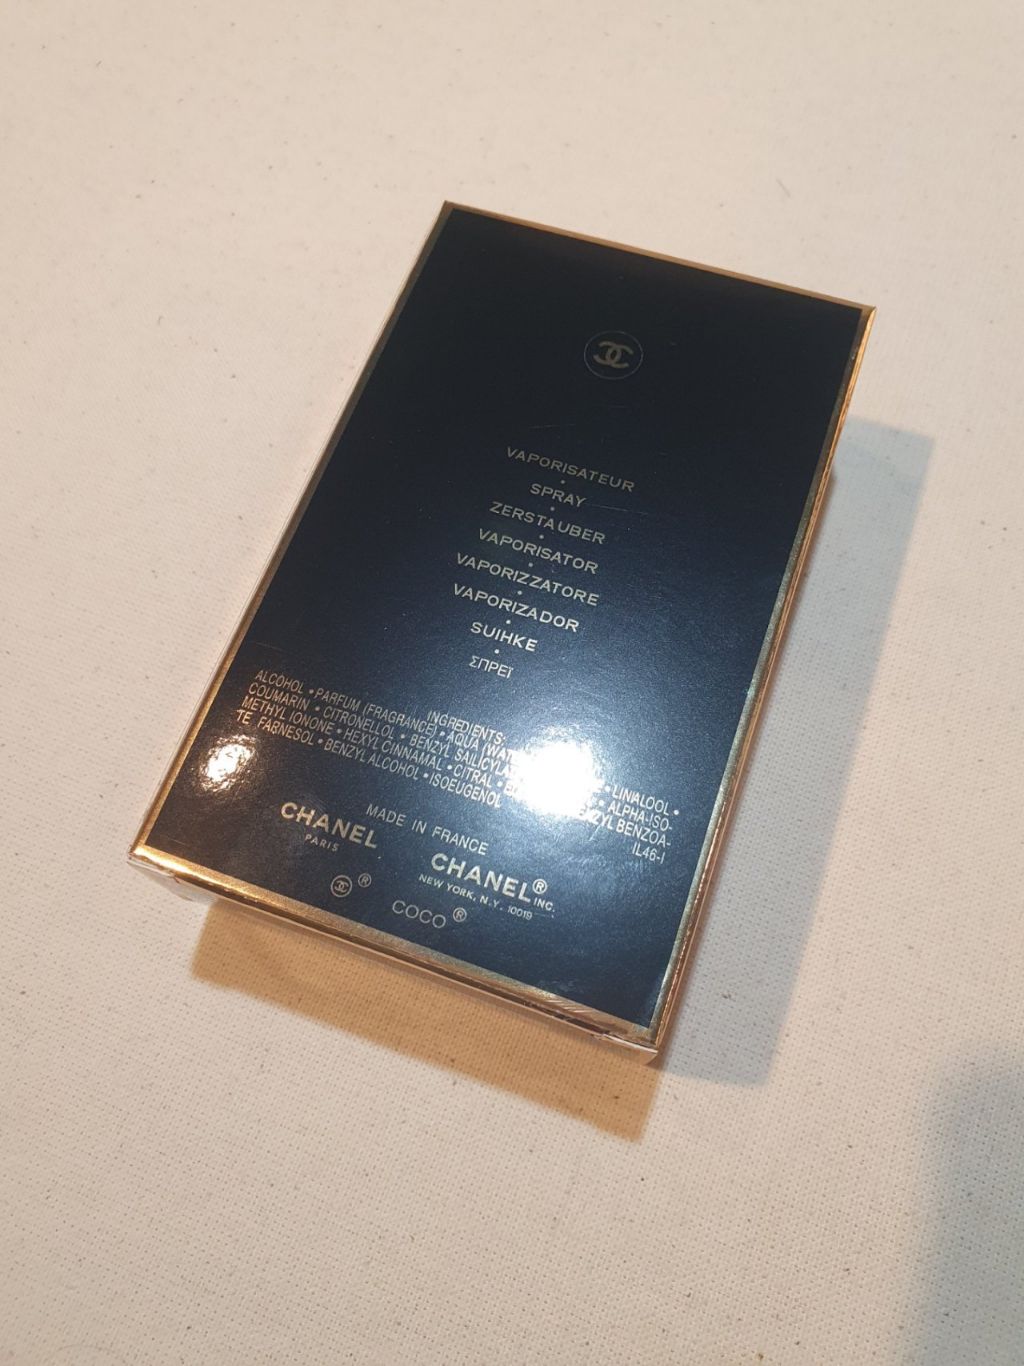 VAPORISATEUR
•
SPRAY
•
ZERSTAUBER
•
VAPORISATOR
•
VAPORIZZATORE
•
VAPORIZADOR
•
SUIHKE
•
ΣΠΡΕΪ
INGREDIENTS:
ALCOHOL • PARFUM (FRAGRANCE) • AQUA LINALOOL •
COUMARIN • CITRONELLOL • BENZYL • ALPHA-ISO-
METHYL IONONE • HEXYL CINNAMAL • CITRAL • BENZOA-
TE FARNESOL • BENZYL ALCOHOL • ISOEUGENOL IL46-I
MADE IN FRANCE
CHANEL
PARIS
CHANEL® INC.
NEW YORK, N.Y. 10019
®
COCO®